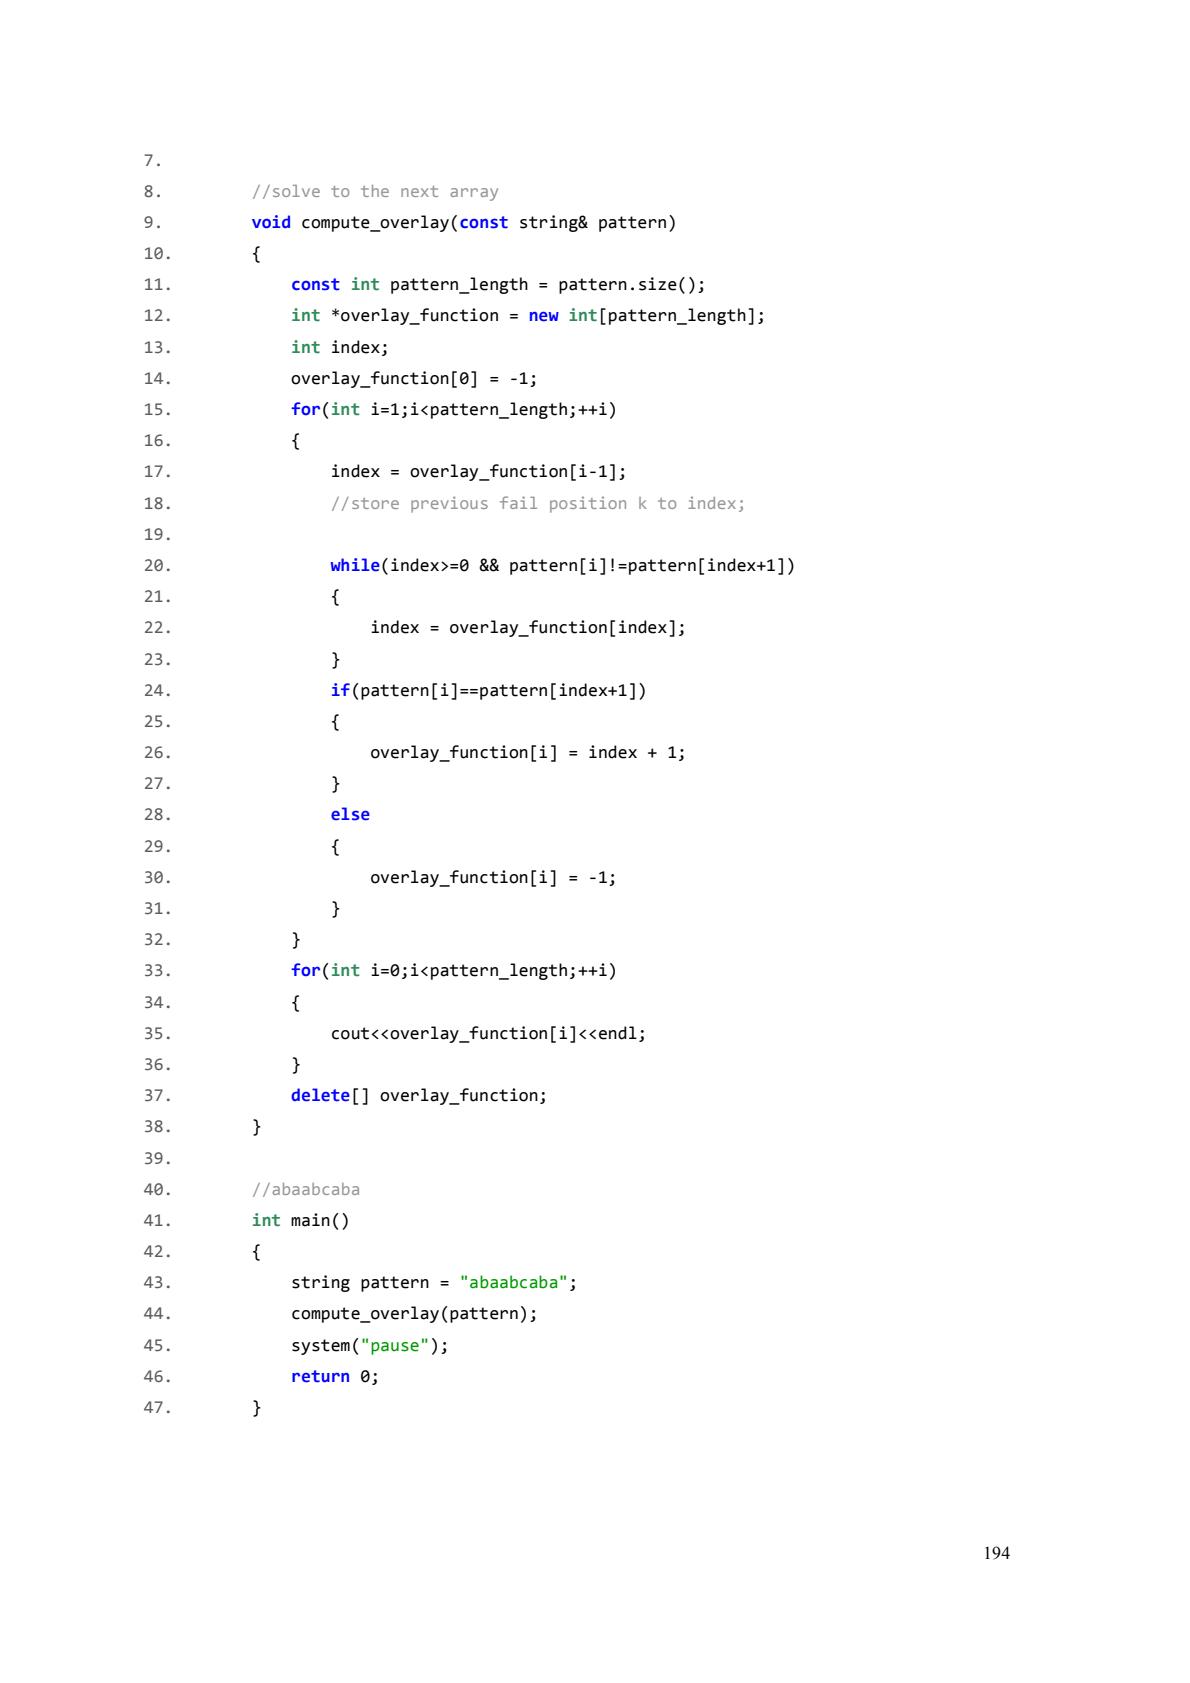 7.
8. //solve to the next array
9. void compute_overlay(const string& pattern)
10. {
11. const int pattern_length = pattern.size();
12. int *overlay_function = new int[pattern_length];
13. int index;
14. overlay_function[0] = -1;
15. for(int i=1;i<pattern_length;++i)
16. {
17. index = overlay_function[i-1];
18. //store previous fail position k to index;
19.
20. while(index>=0 && pattern[i]!=pattern[index+1])
21. {
22. index = overlay_function[index];
23. }
24. if(pattern[i]==pattern[index+1])
25. {
26. overlay_function[i] = index + 1;
27. }
28. else
29. {
30. overlay_function[i] = -1;
31. }
32. }
33. for(int i=0;i<pattern_length;++i)
34. {
35. cout<<overlay_function[i]<<endl;
36. }
37. delete[] overlay_function;
38. }
39.
40. //abaabcaba
41. int main()
42. {
43. string pattern = "abaabcaba";
44. compute_overlay(pattern);
45. system("pause");
46. return 0;
47. }
194